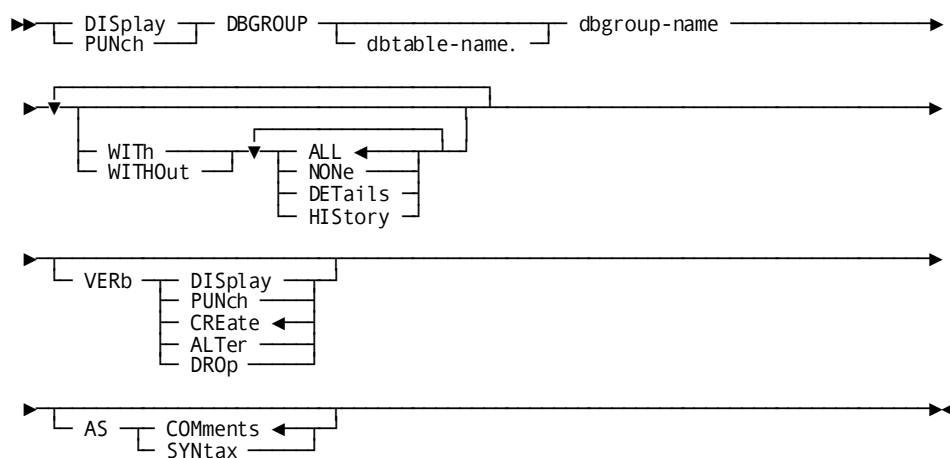 DISplay DBGROUP dbgroup-name
PUNch dbtable-name.
WITh ALL
WITHOut NONe
DETails
HIStory
VERb DISplay
PUNch
CREate
ALTer
DROp
AS COMments
SYNtax